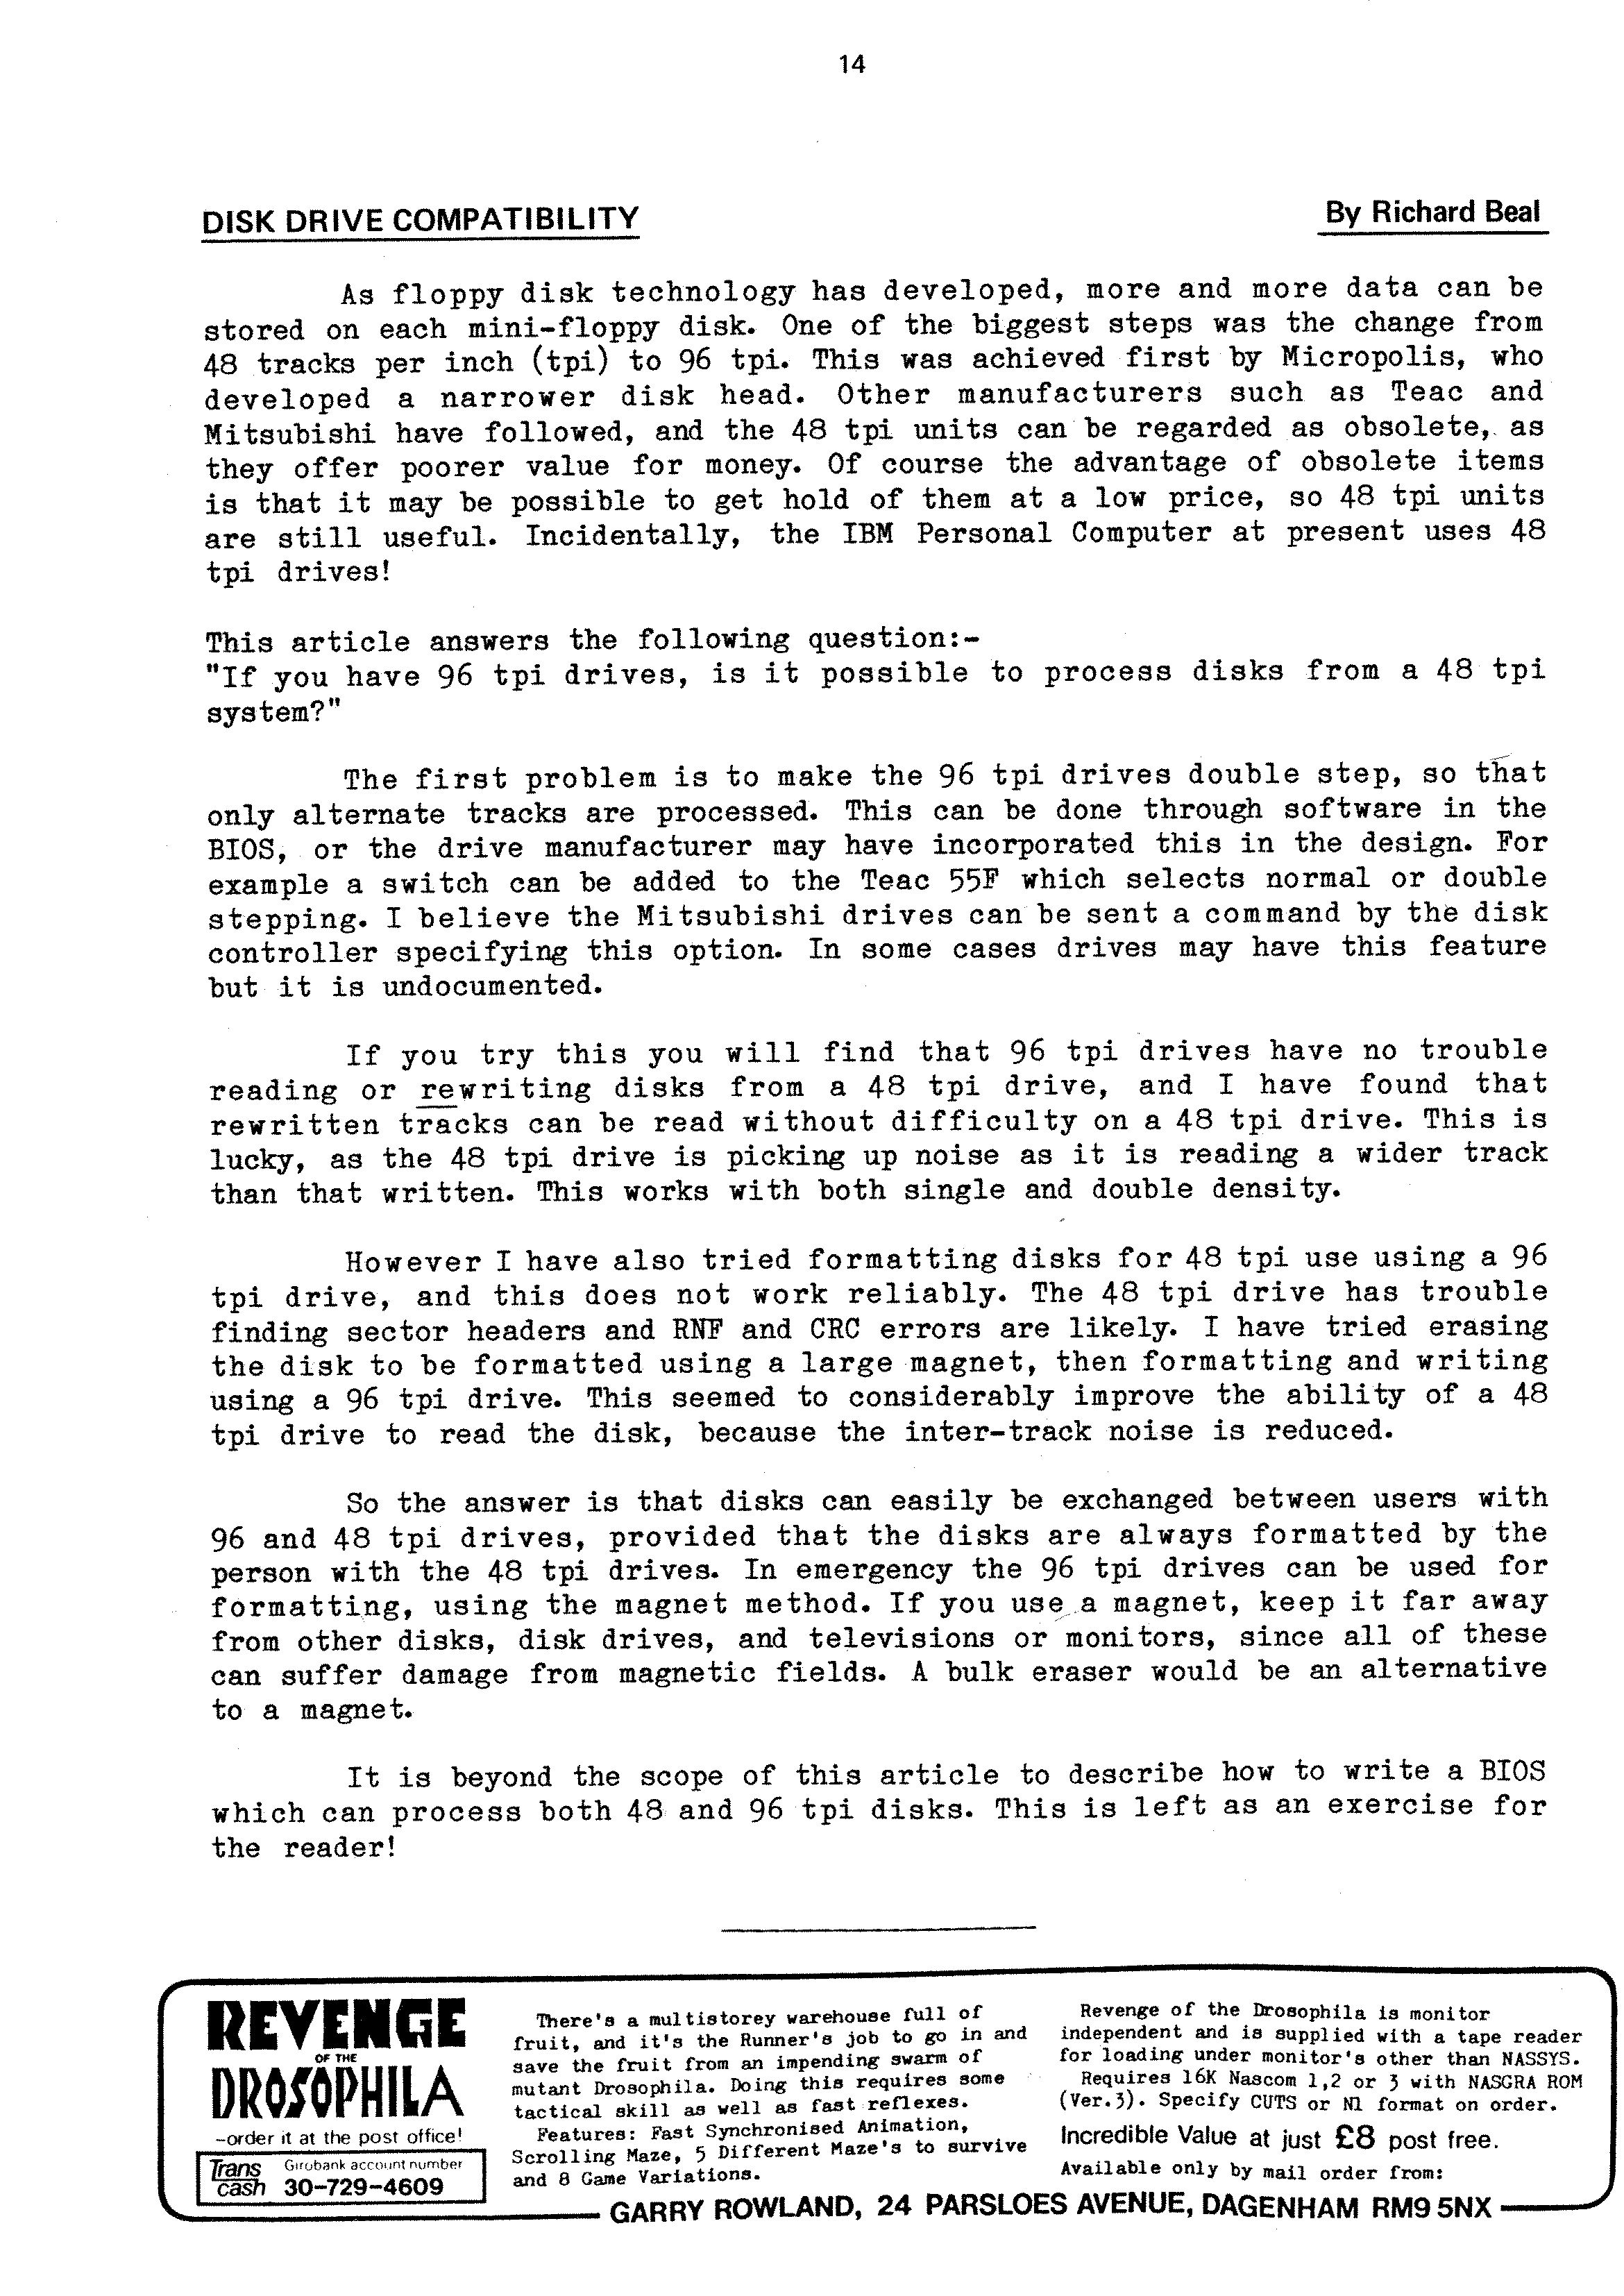 14
DISK DRIVE COMPATIBILITY
By Richard Beal
As floppy disk technology has developed, more and more data can be
stored on each mini-floppy disk. One of the biggest steps was the change from
48 tracks per inch (tpi) to 96 tpi. This was achieved first by Micropolis, who
developed a narrower disk head. Other manufacturers such as Teac and
Mitsubishi have followed, and the 48 tpi units can be regarded as obsolete, as
they offer poorer value for money. Of course the advantage of obsolete items
is that it may be possible to get hold of them at a low price, so 48 tpi units
are still useful. Incidentally, the IBM Personal Computer at present uses 48
tpi drives!
This article answers the following question:-
"If you have 96 tpi drives, is it possible to process disks from a 48 tpi
system?"
The first problem is to make the 96 tpi drives double step, so that
only alternate tracks are processed. This can be done through software in the
BIOS, or the drive manufacturer may have incorporated this in the design. For
example a switch can be added to the Teac 55F which selects normal or double
stepping. I believe the Mitsubishi drives can be sent a command by the disk
controller specifying this option. In some cases drives may have this feature
but it is undocumented.
If you try this you will find that 96 tpi drives have no trouble
reading or rewriting disks from a 48 tpi drive, and I have found that
rewritten tracks can be read without difficulty on a 48 tpi drive. This is
lucky, as the 48 tpi drive is picking up noise as it is reading a wider track
than that written. This works with both single and double density.
However I have also tried formatting disks for 48 tpi use using a 96
tpi drive, and this does not work reliably. The 48 tpi drive has trouble
finding sector headers and RNF and CRC errors are likely. I have tried erasing
the disk to be formatted using a large magnet, then formatting and writing
using a 96 tpi drive. This seemed to considerably improve the ability of a 48
tpi drive to read the disk, because the inter-track noise is reduced.
So the answer is that disks can easily be exchanged between users with
96 and 48 tpi drives, provided that the disks are always formatted by the
person with the 48 tpi drives. In emergency the 96 tpi drives can be used for
formatting, using the magnet method. If you use a magnet, keep it far away
from other disks, disk drives, and televisions or monitors, since all of these
can suffer damage from magnetic fields. A bulk eraser would be an alternative
to a magnet.
It is beyond the scope of this article to describe how to write a BIOS
which can process both 48 and 96 tpi disks. This is left as an exercise for
the reader!
REVENGE
OF THE
DROSOPHILA
-order it at the post office!
Trans cash
Girobank account number
30-729-4609
There's a multistorey warehouse full of
fruit, and it's the Runner's job to go in and
save the fruit from an impending swarm of
mutant Drosophila. Doing this requires some
tactical skill as well as fast reflexes.
Features: Fast Synchronised Animation,
Scrolling Maze, 5 Different Maze's to survive
and 8 Game Variations.
Revenge of the Drosophila is monitor
independent and is supplied with a tape reader
for loading under monitor's other than NASSYS.
Requires 16K Nascom 1,2 or 3 with NASGRA ROM
(Ver.3). Specify CUTS or N1 format on order.
Incredible Value at just £8 post free.
Available only by mail order from:
GARRY ROWLAND, 24 PARSLOES AVENUE, DAGENHAM RM9 5NX